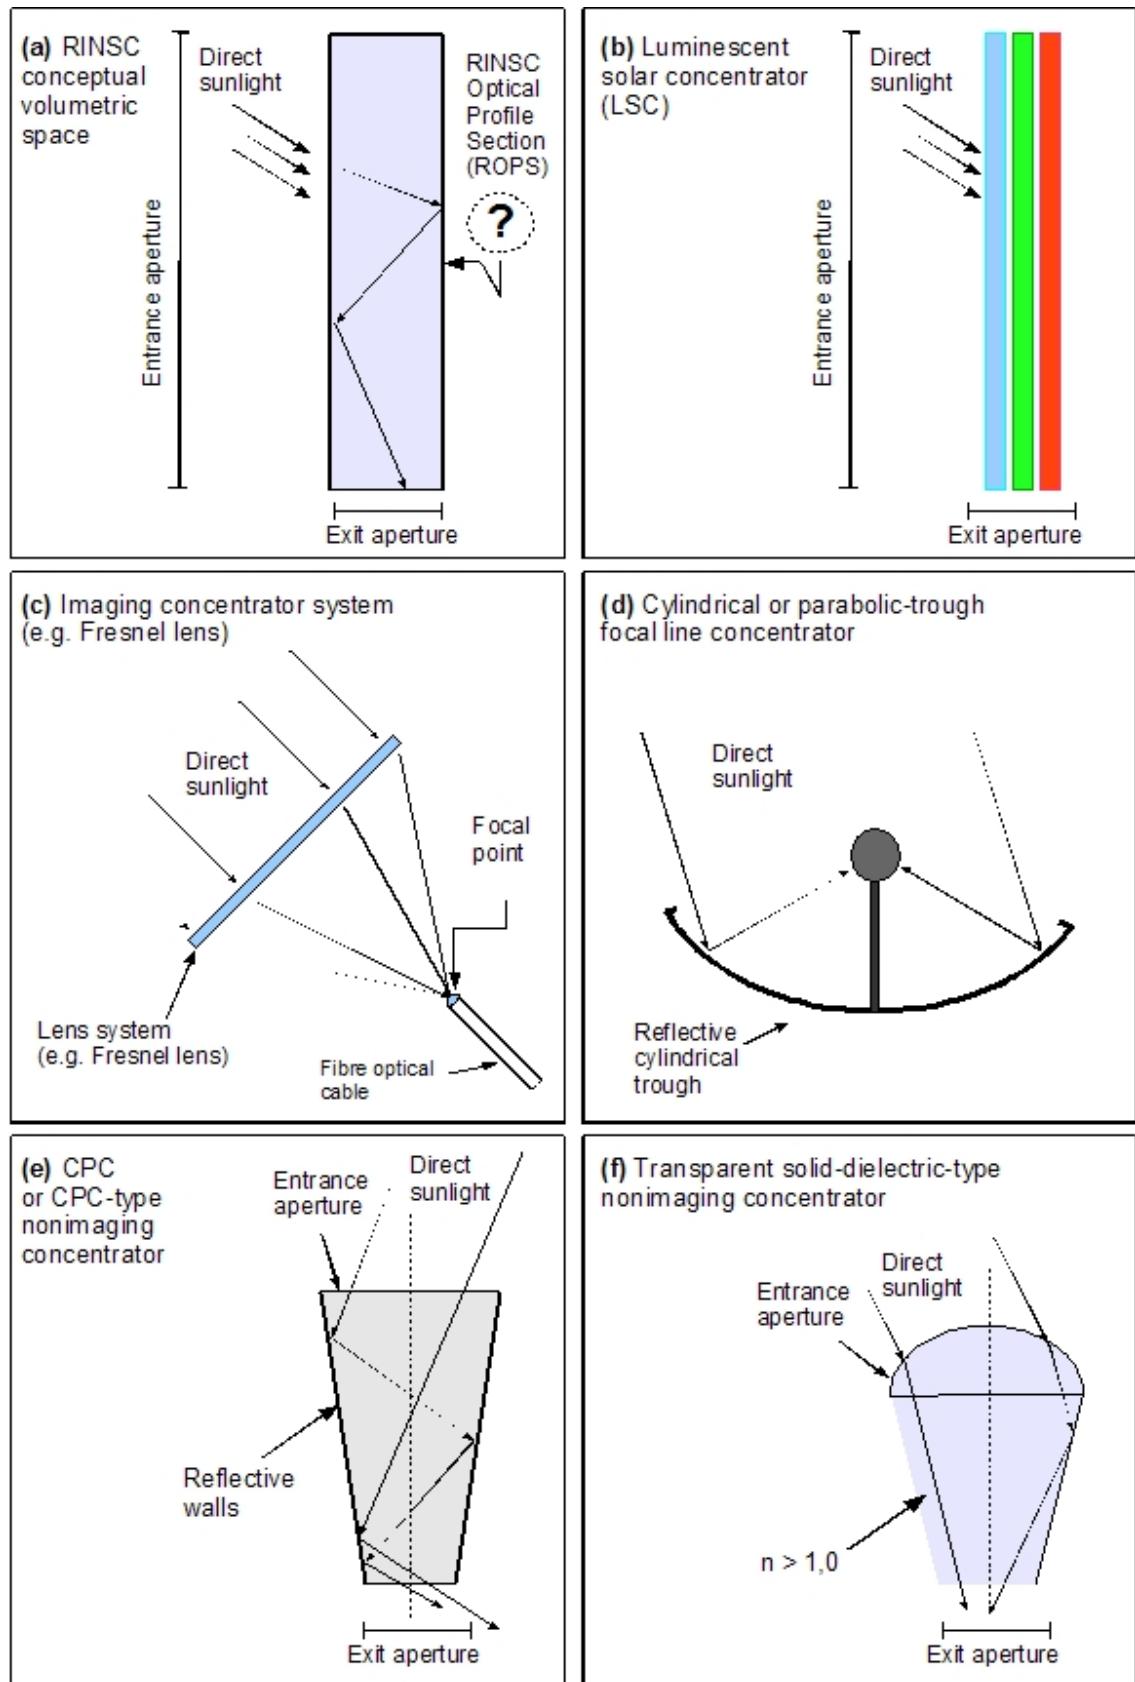 (a) RINSC
conceptual
volumetric
space
Direct
sunlight
RINSC
Optical
Profile
Section
(ROPS)
?
Entrance aperture
Exit aperture
(b) Luminescent
solar concentrator
(LSC)
Direct
sunlight
Entrance aperture
Exit aperture
(c) Imaging concentrator system
(e.g. Fresnel lens)
Direct
sunlight
Focal
point
Lens system
(e.g. Fresnel lens)
Fibre optical
cable
(d) Cylindrical or parabolic-trough
focal line concentrator
Direct
sunlight
Reflective
cylindrical
trough
(e) CPC
or CPC-type
nonimaging
concentrator
Entrance
aperture
Direct
sunlight
Reflective
walls
Exit aperture
(f) Transparent solid-dielectric-type
nonimaging concentrator
Direct
sunlight
Entrance
aperture
n > 1,0
Exit aperture